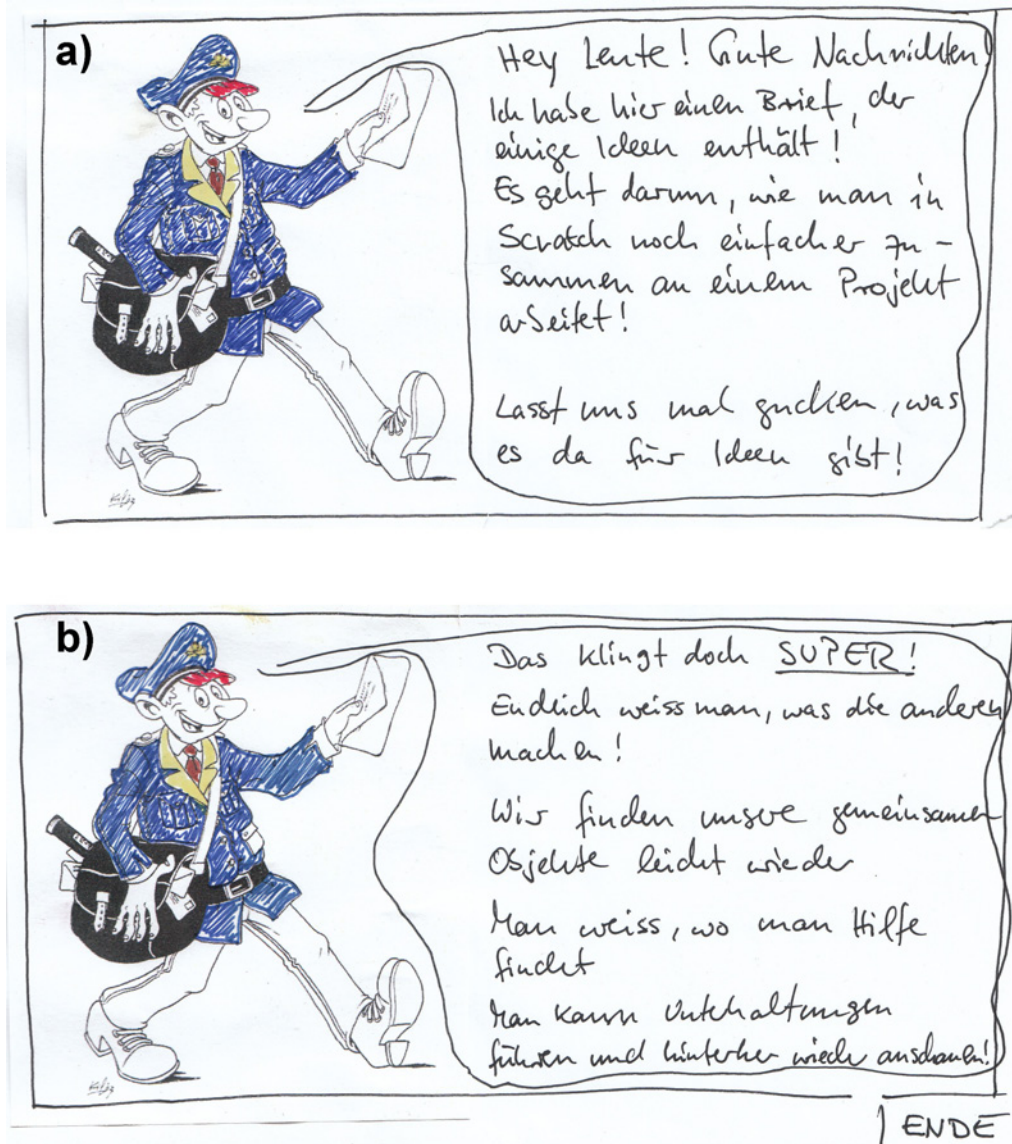 a)
Hey Leute! Gute Nachrichten!
Ich habe hier einen Brief, der
einige Ideen enthält!
Es geht darum, wie man in
Scratch noch einfacher zu-
sammen an einem Projekt
arbeitet!
Lasst uns mal gucken, was
es da für Ideen gibt!
b)
Das klingt doch SUPER!
Endlich weiss man, was die anderen
machen!
Wir finden unsere gemeinsamen
Objekte leicht wieder
Man weiss, wo man Hilfe
findet
Man kann Unterhaltungen
führen und hinterher wieder anschauen!
ENDE